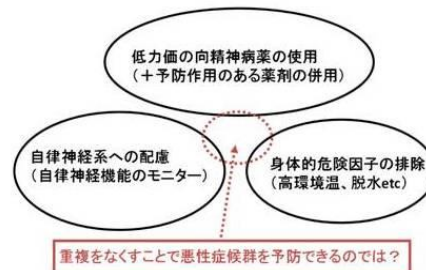 低力価の向精神病薬の使用
(＋予防作用のある薬剤の併用)
自律神経系への配慮
(自律神経機能のモニター)
身体的危険因子の排除
(高環境温、脱水etc)
重複をなくすことで悪性症候群を予防できるのでは？